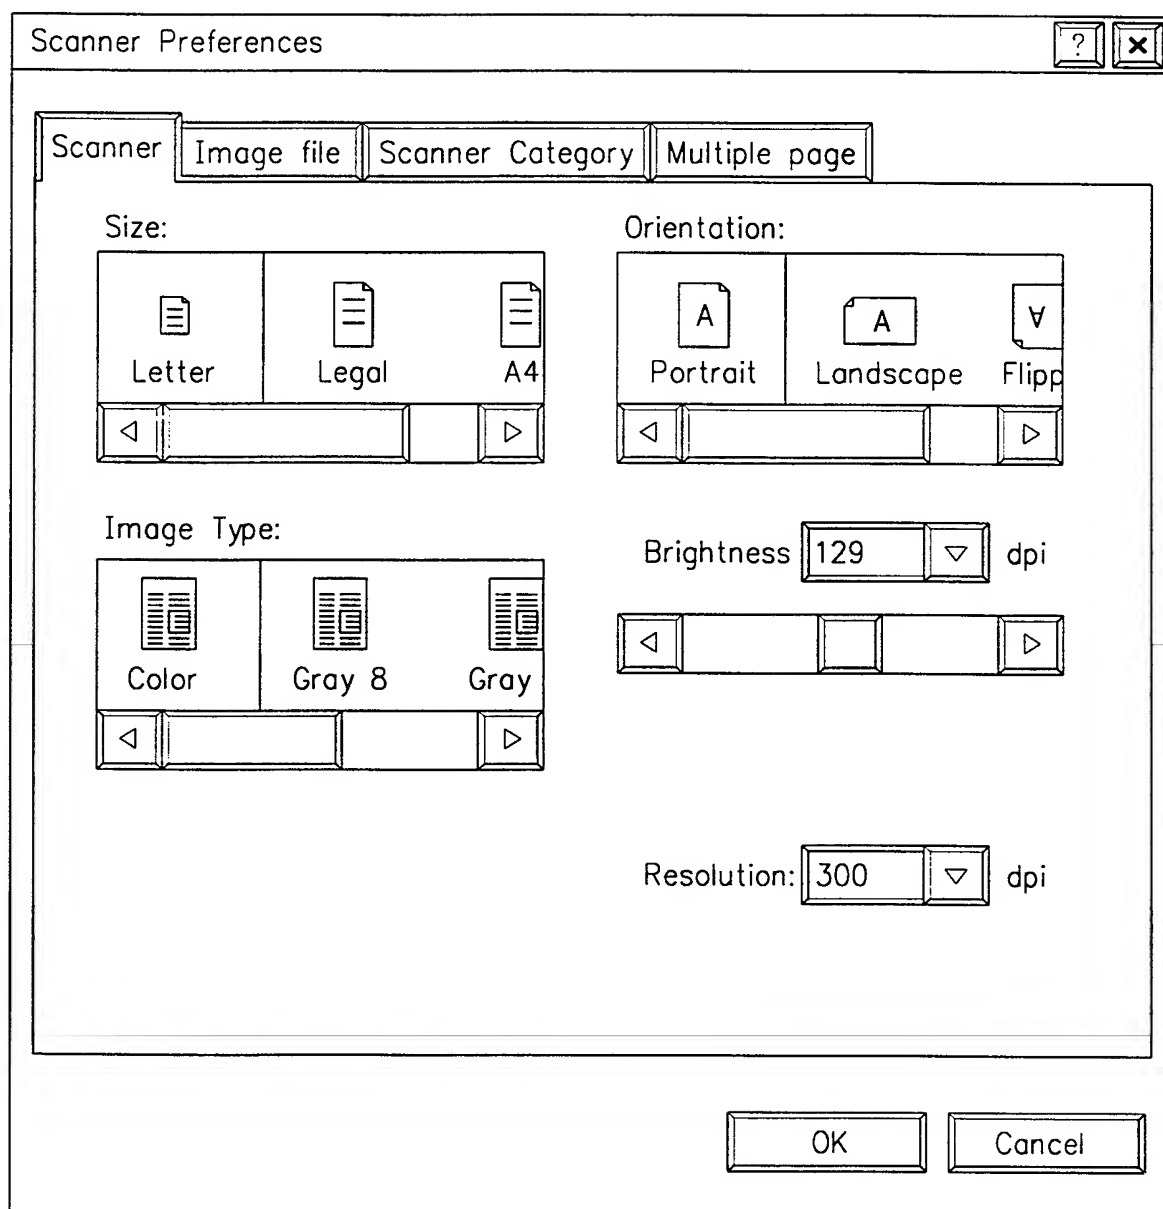 Scanner Preferences ? ×
Scanner Image file Scanner Category Multiple page
Size:
Letter Legal A4
Orientation:
A A A
Portrait Landscape Flipp
Image Type:
Color Gray 8 Gray
Brightness 129 dpi
Resolution: 300 dpi
OK Cancel